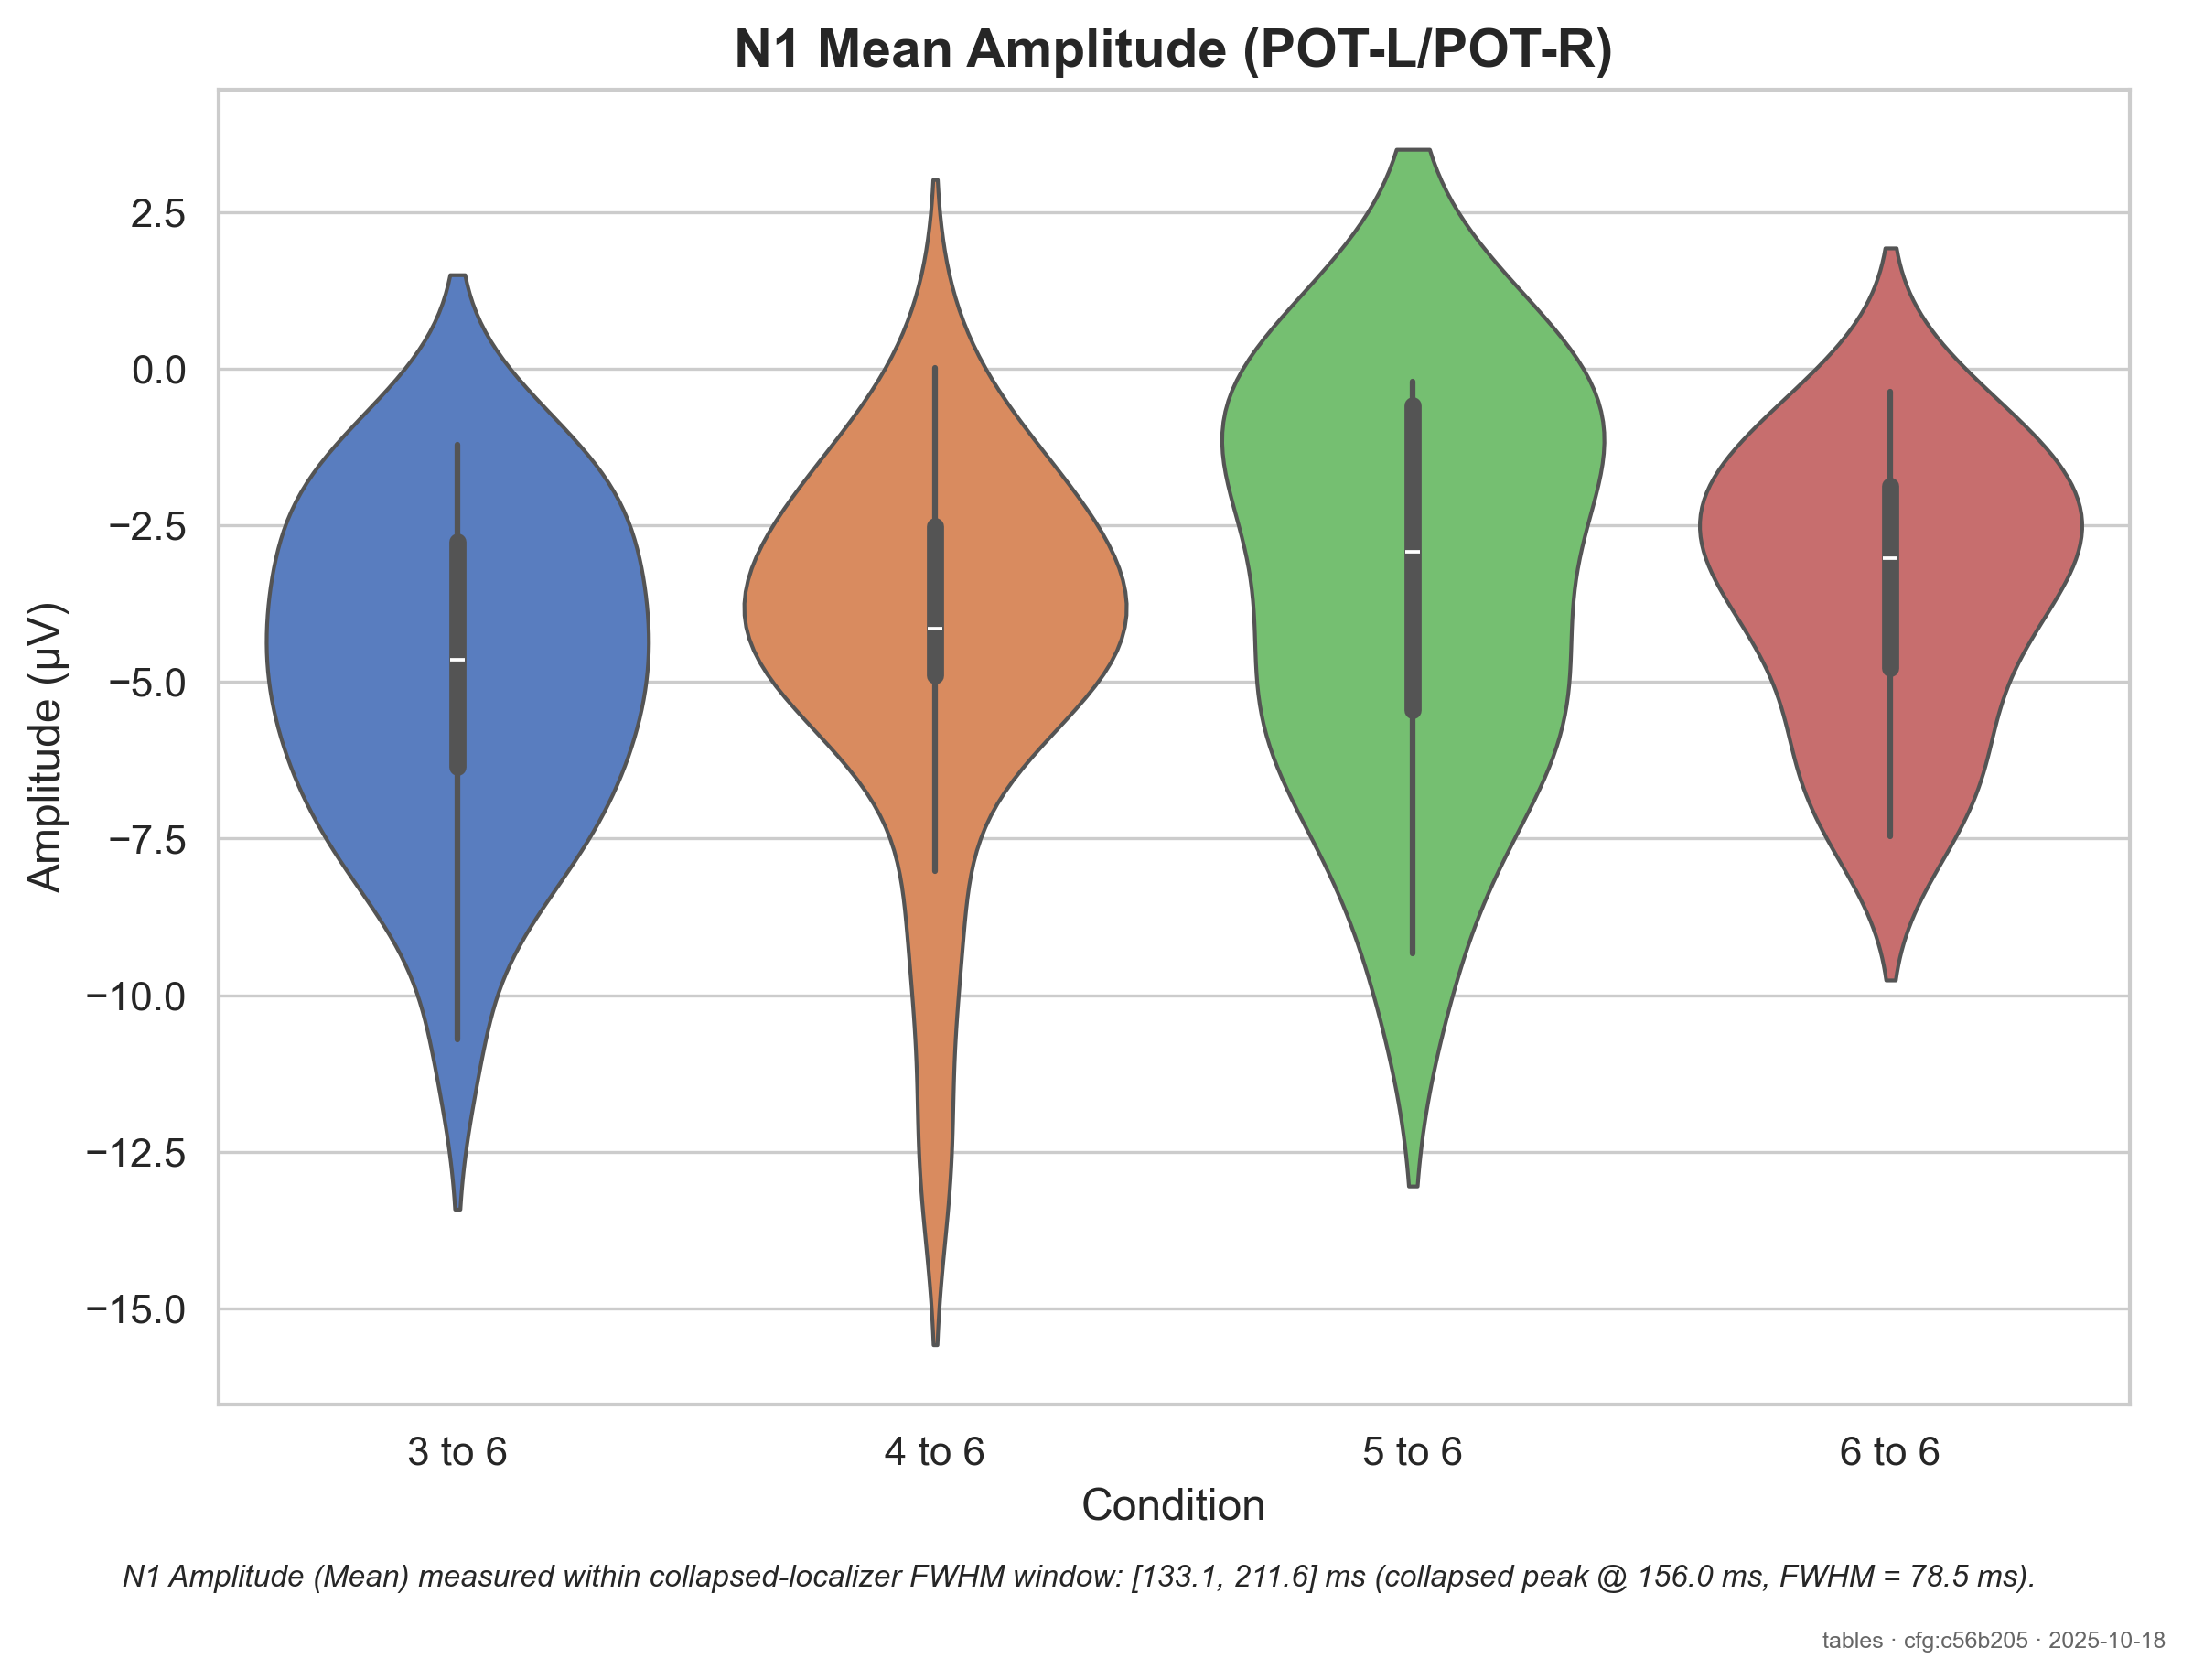 N1 Mean Amplitude (POT-L/POT-R)
Amplitude (µV)
2.5
0.0
−2.5
−5.0
−7.5
−10.0
−12.5
−15.0
3 to 6
4 to 6
5 to 6
6 to 6
Condition
N1 Amplitude (Mean) measured within collapsed-localizer FWHM window: [133.1, 211.6] ms (collapsed peak @ 156.0 ms, FWHM = 78.5 ms).
tables · cfg:c56b205 · 2025-10-18